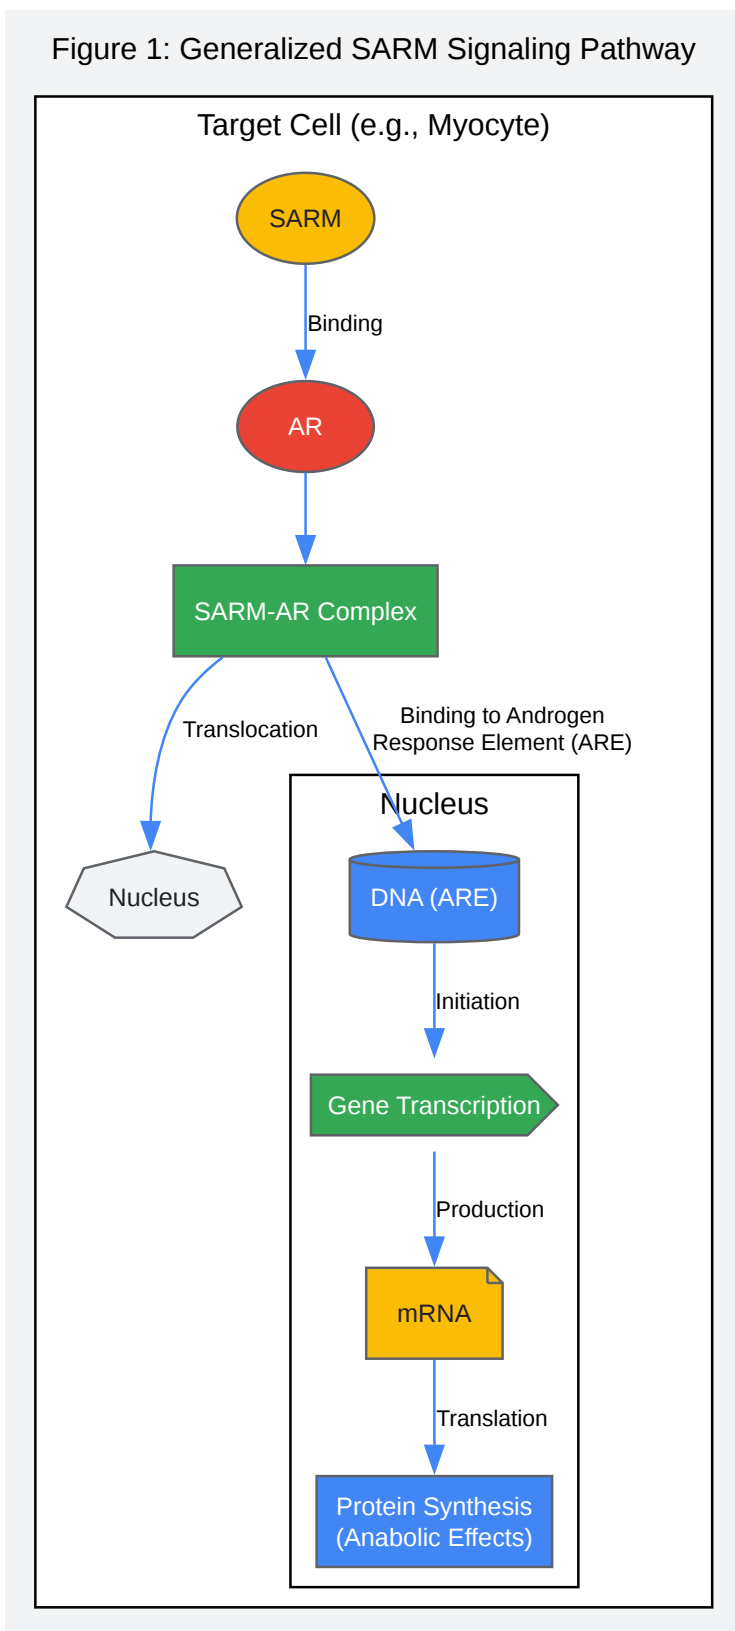 Figure 1: Generalized SARM Signaling Pathway
Target Cell (e.g., Myocyte)
SARM
Binding
AR
SARM-AR Complex
Translocation
Binding to Androgen
Response Element (ARE)
Nucleus
Nucleus
DNA (ARE)
Initiation
Gene Transcription
Production
mRNA
Translation
Protein Synthesis
(Anabolic Effects)